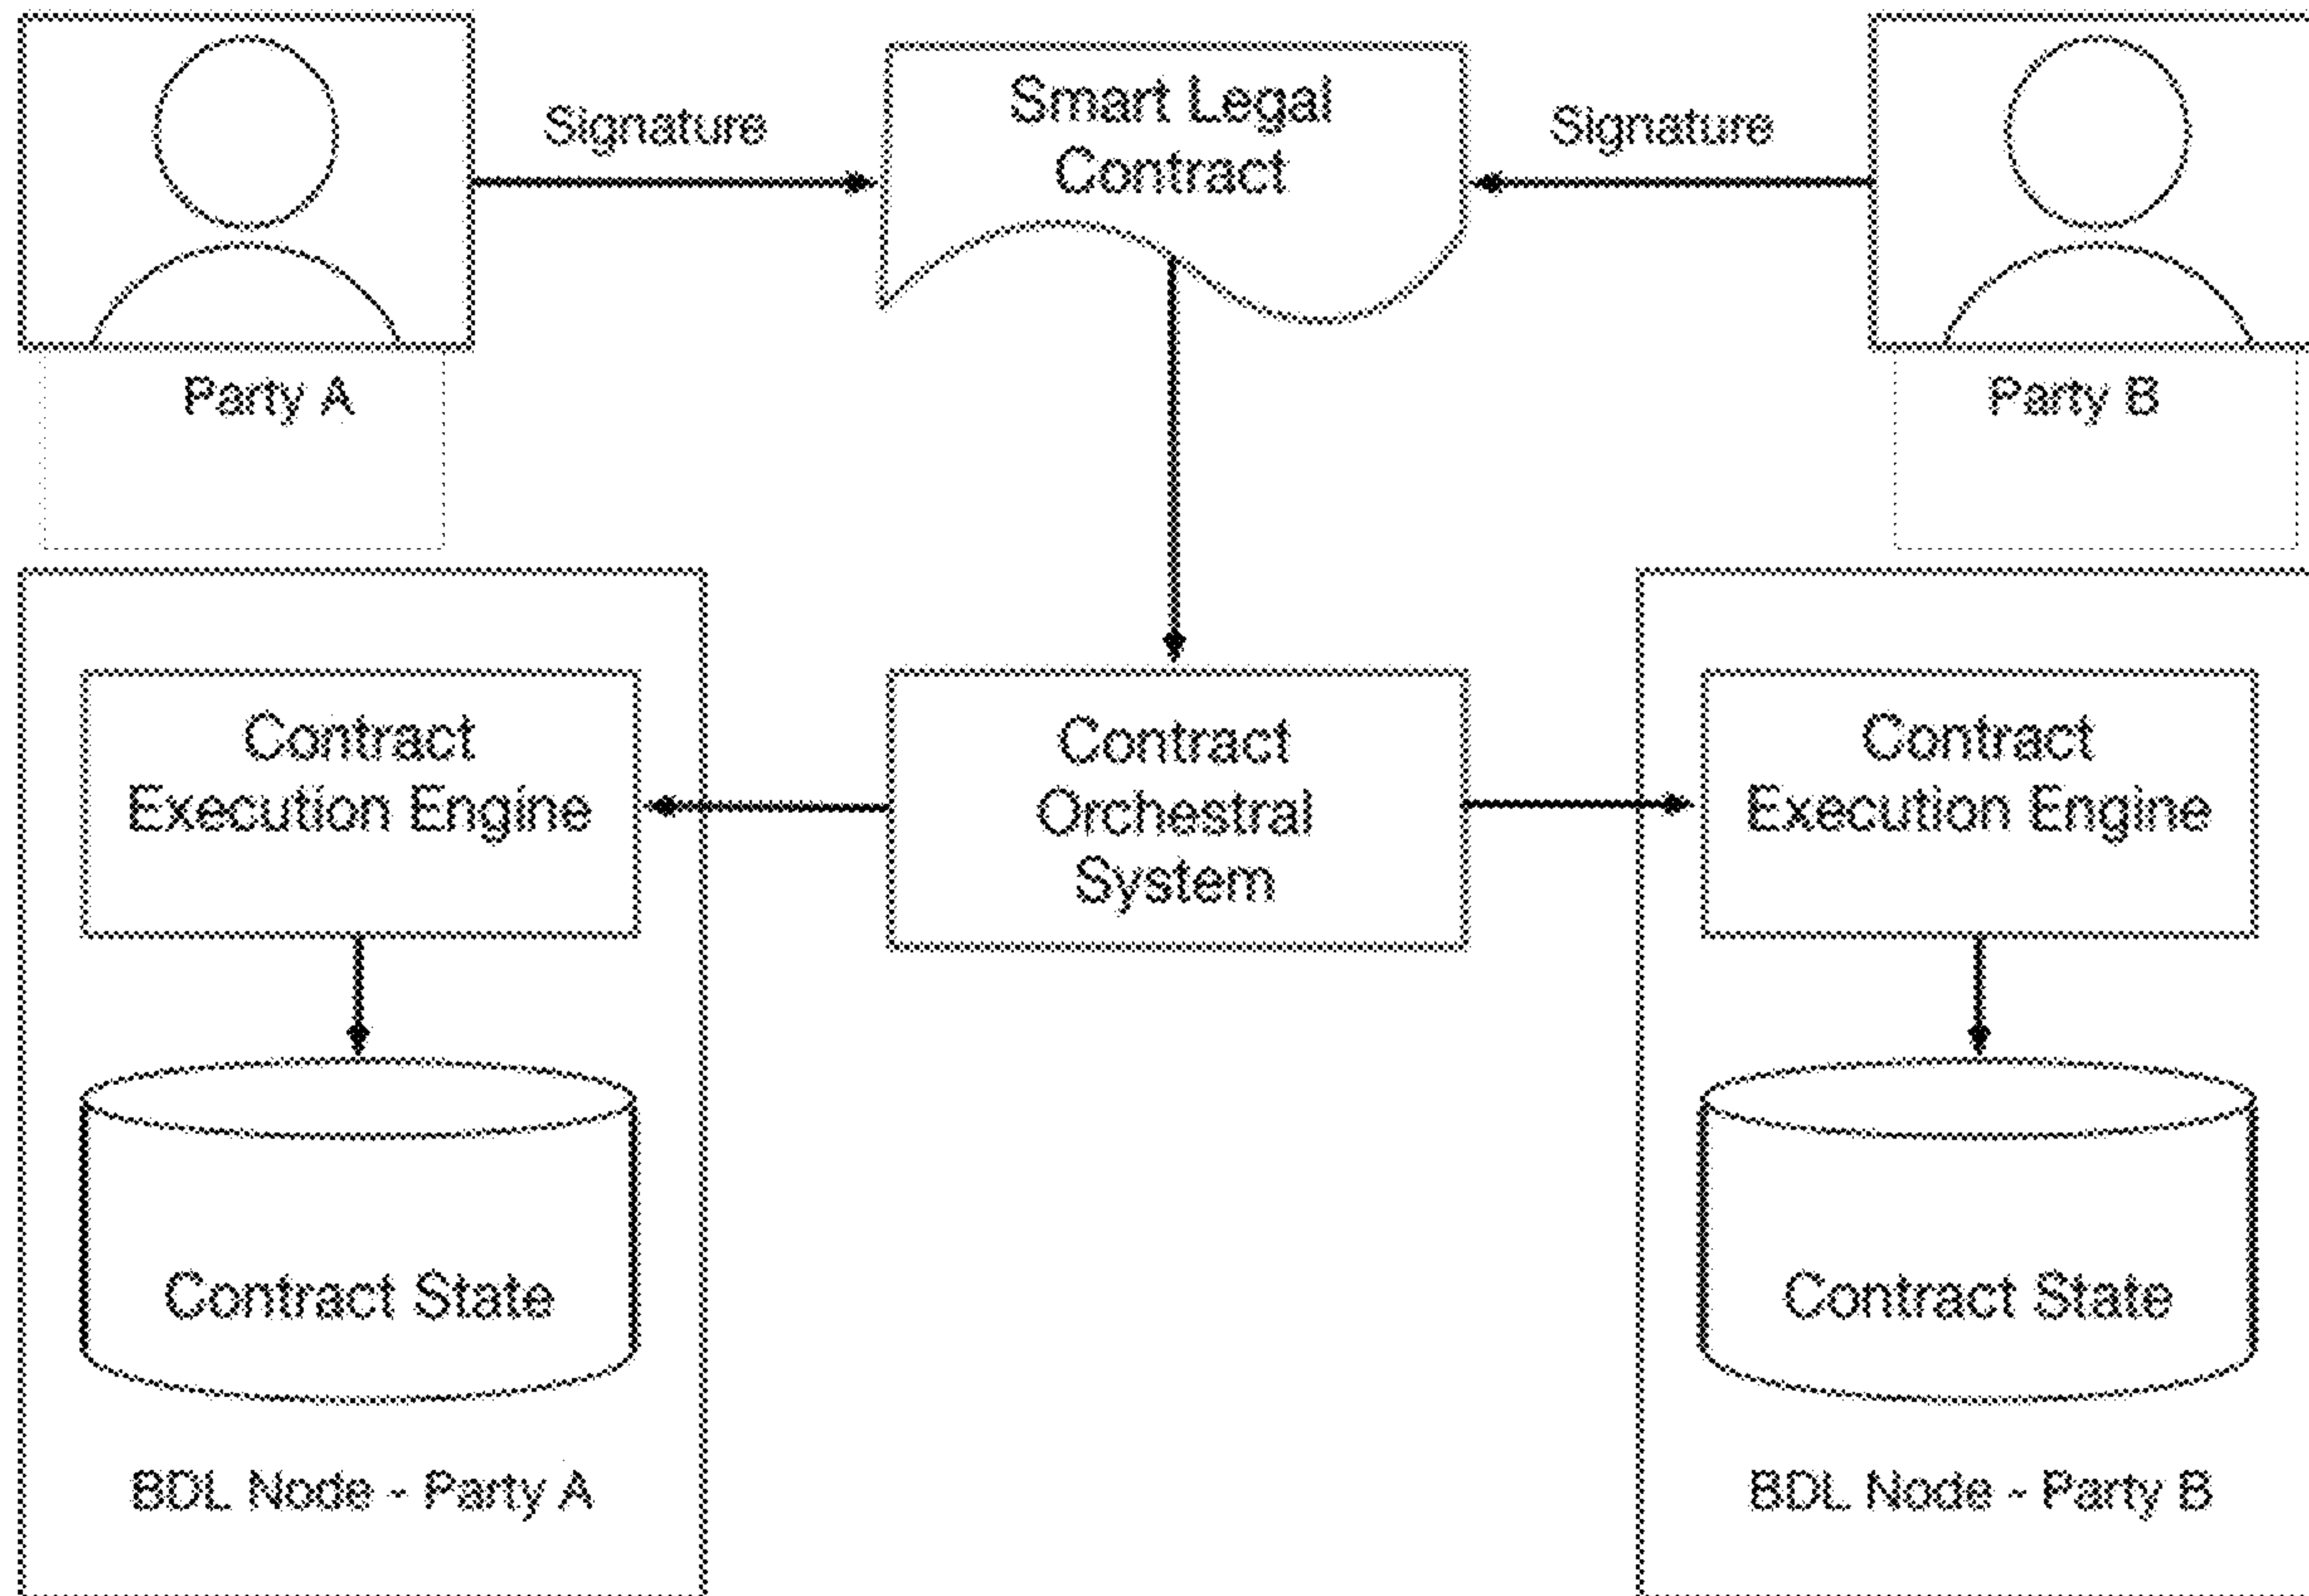 Signature
Smart Legal
Contract
Signature
Party A
Party B
Contract
Execution Engine
Contract
Orchestral
System
Contract
Execution Engine
Contract State
Contract State
BDL Node - Party A
BDL Node - Party B